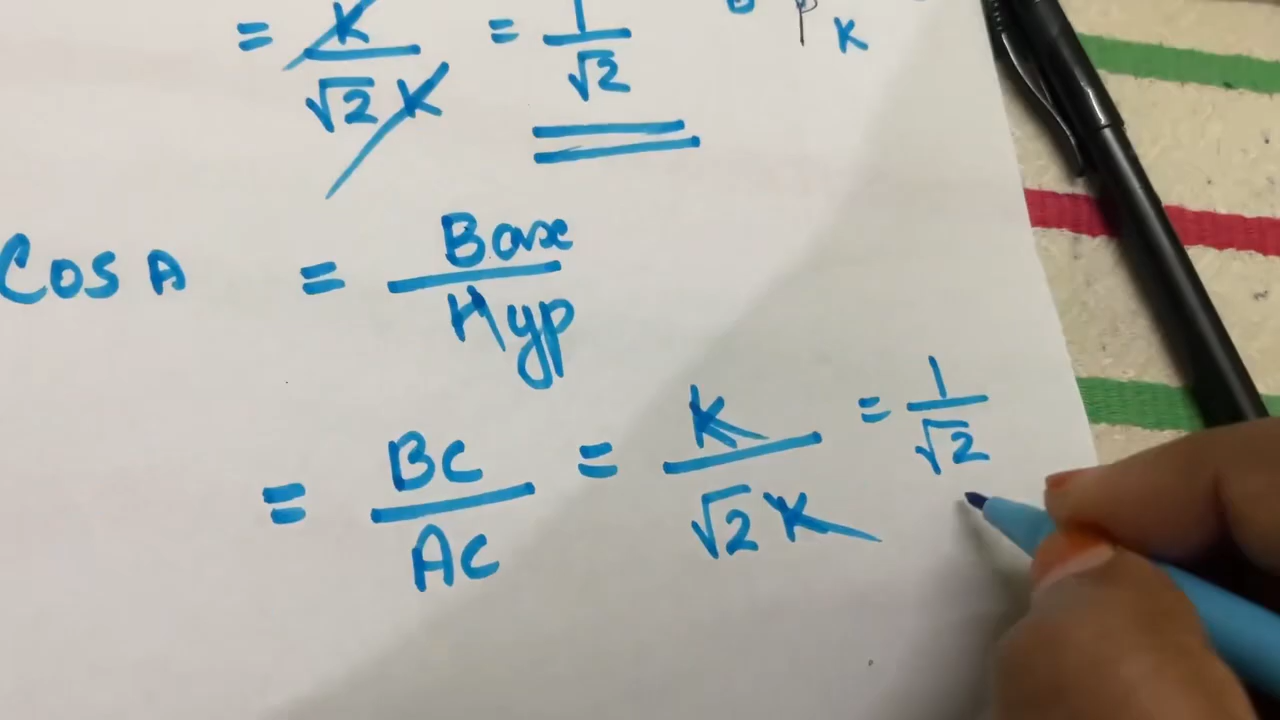 = K / √2 K = 1 / √2
K
Cos A = Base / Hyp
= BC / AC = K / √2 K = 1 / √2